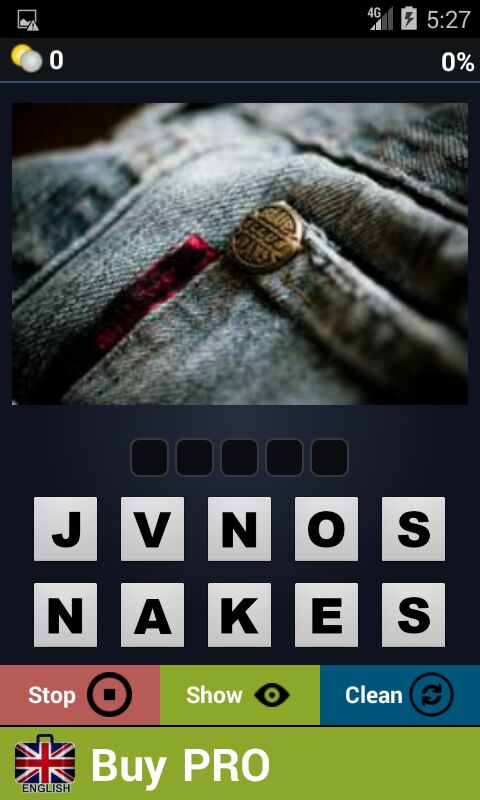 4G 5:27
0 0%
J V N O S
N A K E S
Stop Show Clean
ENGLISH Buy PRO